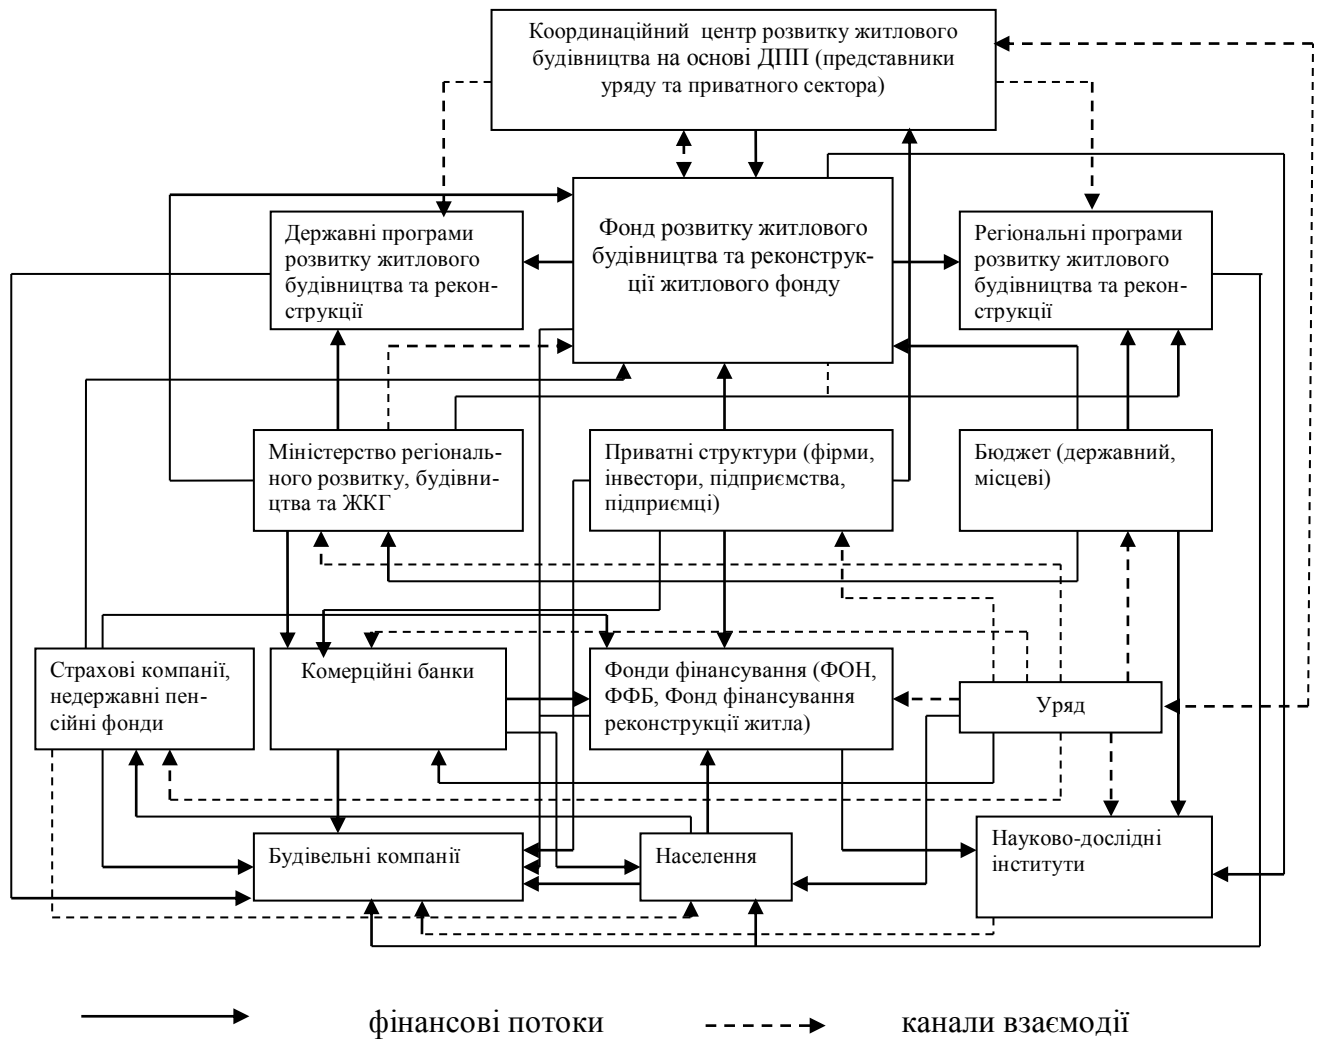 Координаційний центр розвитку житлового
будівництва на основі ДПП (представники
уряду та приватного сектора)
Державні програми
розвитку житлового
будівництва та рекон-
струкції
Фонд розвитку житлового
будівництва та реконструк-
ції житлового фонду
Регіональні програми
розвитку житлового
будівництва та рекон-
струкції
Міністерство регіональ-
ного розвитку, будівни-
цтва та ЖКГ
Приватні структури (фірми,
інвестори, підприємства,
підприємці)
Бюджет (державний,
місцеві)
Страхові компанії,
недержавні пен-
сійні фонди
Комерційні банки
Фонди фінансування (ФОН,
ФФБ, Фонд фінансування
реконструкції житла)
Уряд
Будівельні компанії
Населення
Науково-дослідні
інститути
фінансові потоки
канали взаємодії